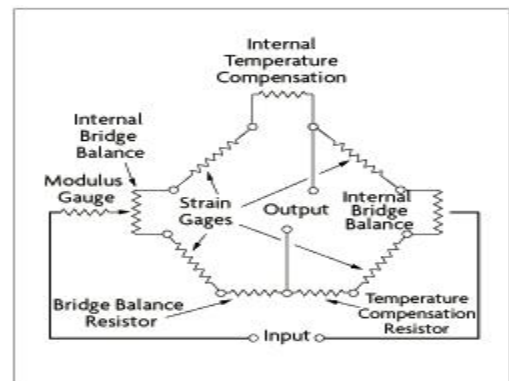 Internal
Temperature
Compensation
Internal
Bridge
Balance
Modulus
Gauge
Strain
Gages
Output
Internal
Bridge
Balance
Bridge Balance
Resistor
Temperature
Compensation
Resistor
Input